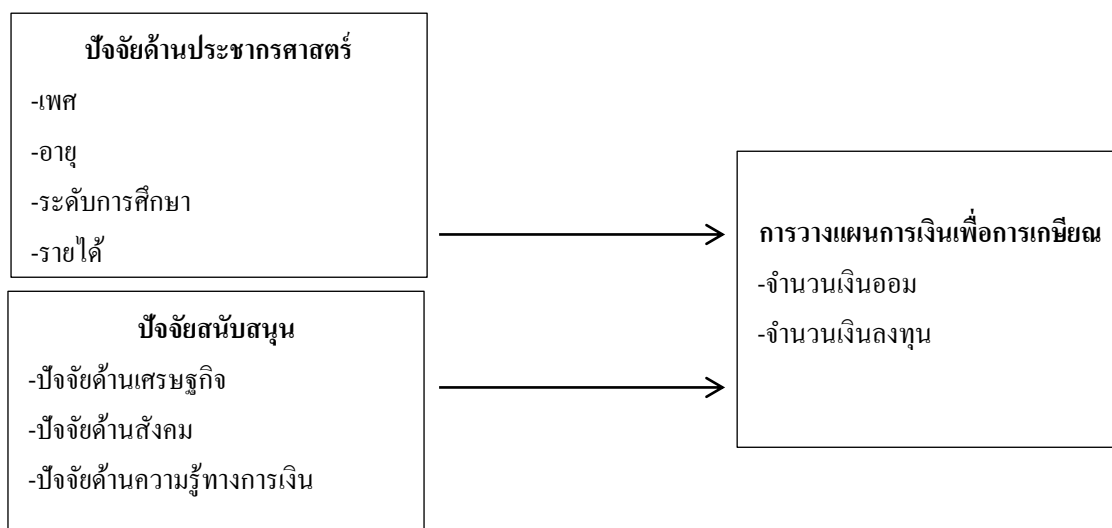 ปัจจัยด้านประชากรศาสตร์
-เพศ
-อายุ
-ระดับการศึกษา
-รายได้
ปัจจัยสนับสนุน
-ปัจจัยด้านเศรษฐกิจ
-ปัจจัยด้านสังคม
-ปัจจัยด้านความรู้ทางการเงิน
การวางแผนการเงินเพื่อการเกษียณ
-จำนวนเงินออม
-จำนวนเงินลงทุน